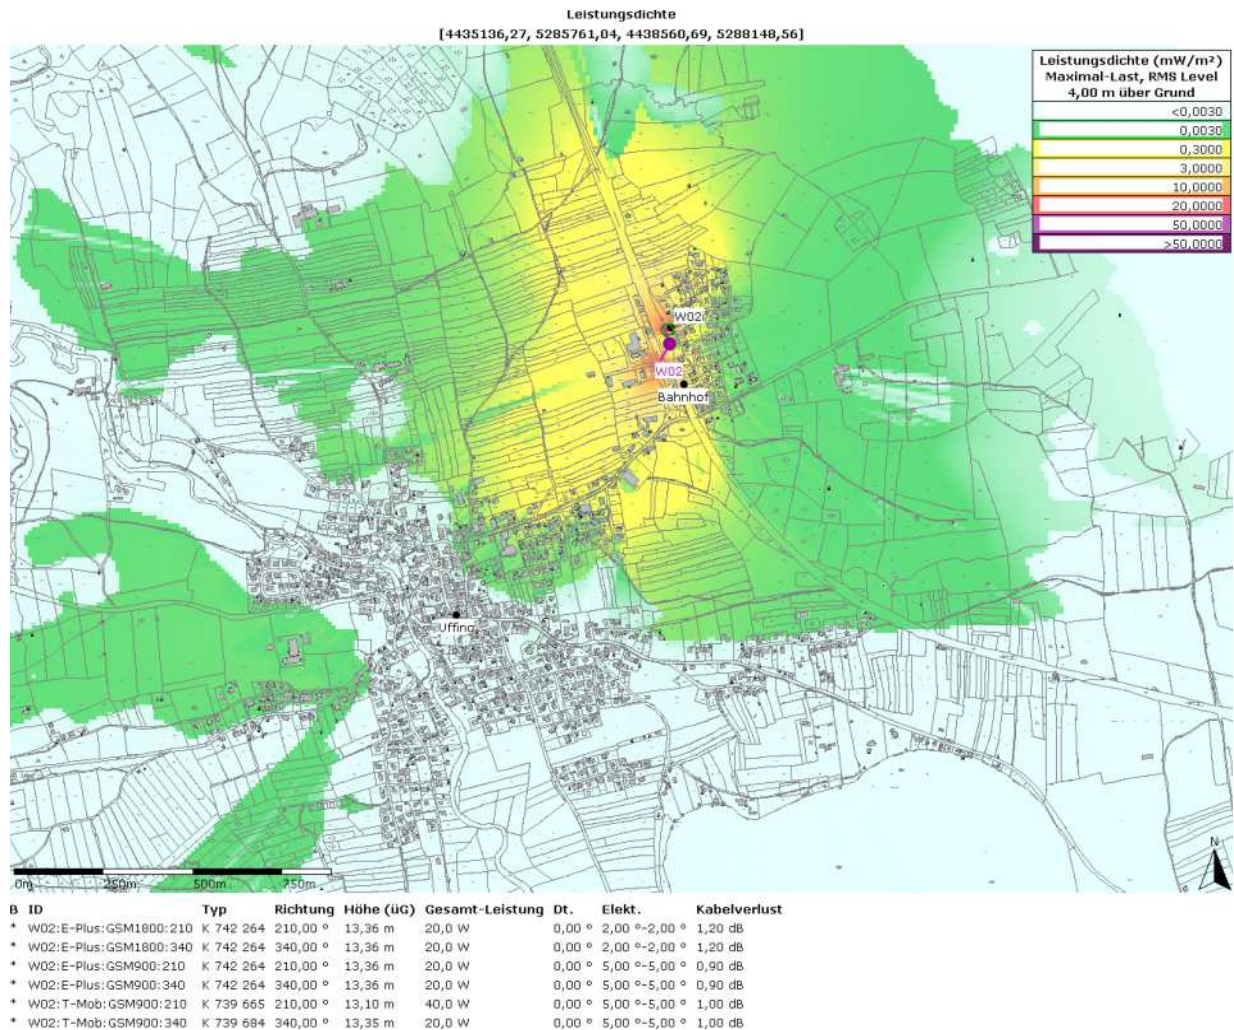 Leistungsdichte
[4435136,27, 5285761,04, 4438560,69, 5288148,56]
Leistungsdichte (mW/m²)
Maximal-Last, RMS Level
4,00 m über Grund
<0,0030
0,0030
0,3000
3,0000
10,0000
20,0000
50,0000
>50,0000
W02i
W02
Bahnhof
Uffing
N
0m 250m 500m 750m
B ID Typ Richtung Höhe (üG) Gesamt-Leistung Dt. Elekt. Kabelverlust
* W02:E-Plus:GSM1800:210 K 742 264 210,00 ° 13,36 m 20,0 W 0,00 ° 2,00 °-2,00 ° 1,20 dB
* W02:E-Plus:GSM1800:340 K 742 264 340,00 ° 13,36 m 20,0 W 0,00 ° 2,00 °-2,00 ° 1,20 dB
* W02:E-Plus:GSM900:210 K 742 264 210,00 ° 13,36 m 20,0 W 0,00 ° 5,00 °-5,00 ° 0,90 dB
* W02:E-Plus:GSM900:340 K 742 264 340,00 ° 13,36 m 20,0 W 0,00 ° 5,00 °-5,00 ° 0,90 dB
* W02:T-Mob:GSM900:210 K 739 665 210,00 ° 13,10 m 40,0 W 0,00 ° 5,00 °-5,00 ° 1,00 dB
* W02:T-Mob:GSM900:340 K 739 684 340,00 ° 13,35 m 20,0 W 0,00 ° 5,00 °-5,00 ° 1,00 dB